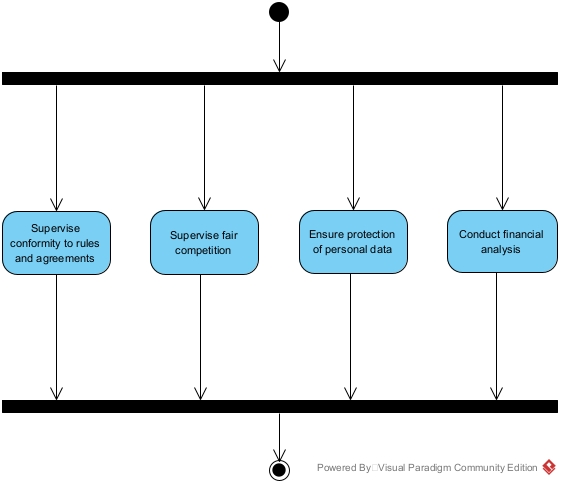 Supervise
conformity to rules
and agreements
Supervise fair
competition
Ensure protection
of personal data
Conduct financial
analysis
Powered By Visual Paradigm Community Edition